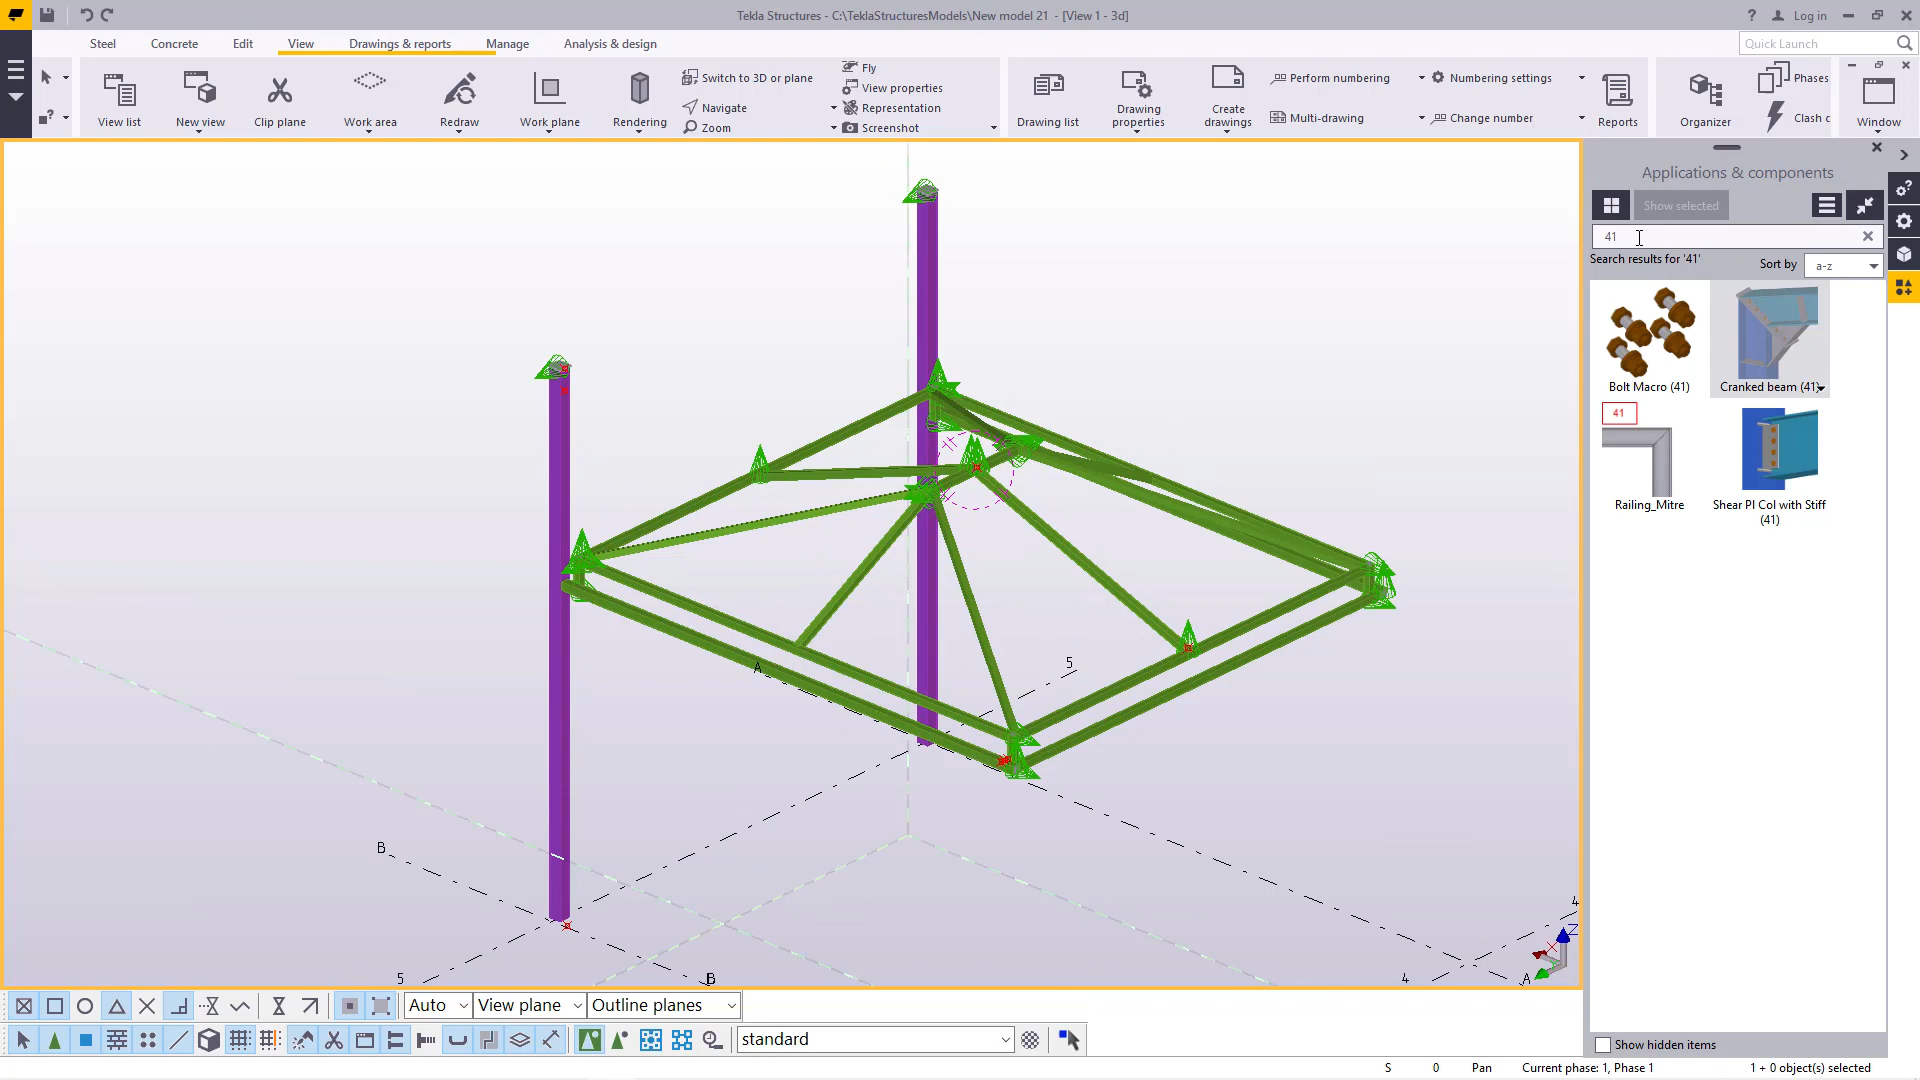 Tekla Structures - C:\TeklaStructuresModels\New model 21 - [View 1 - 3d]
? Log in
Steel Concrete Edit View Drawings & reports Manage Analysis & design
Quick Launch
View list
New view
Clip plane
Work area
Redraw
Work plane
Rendering
Switch to 3D or plane
Navigate
Zoom
Fly
View properties
Representation
Screenshot
Drawing list
Drawing properties
Create drawings
Perform numbering
Multi-drawing
Numbering settings
Change number
Reports
Organizer
Phases
Clash c
Window
Applications & components
Show selected
41
Search results for '41'
Sort by a-z
Bolt Macro (41)
Cranked beam (41)
41
Railing_Mitre
Shear Pl Col with Stiff
(41)
A
5
B
5
B
4
4
A
Z
Show hidden items
Auto View plane Outline planes
standard
S 0 Pan Current phase: 1, Phase 1 1 + 0 object(s) selected